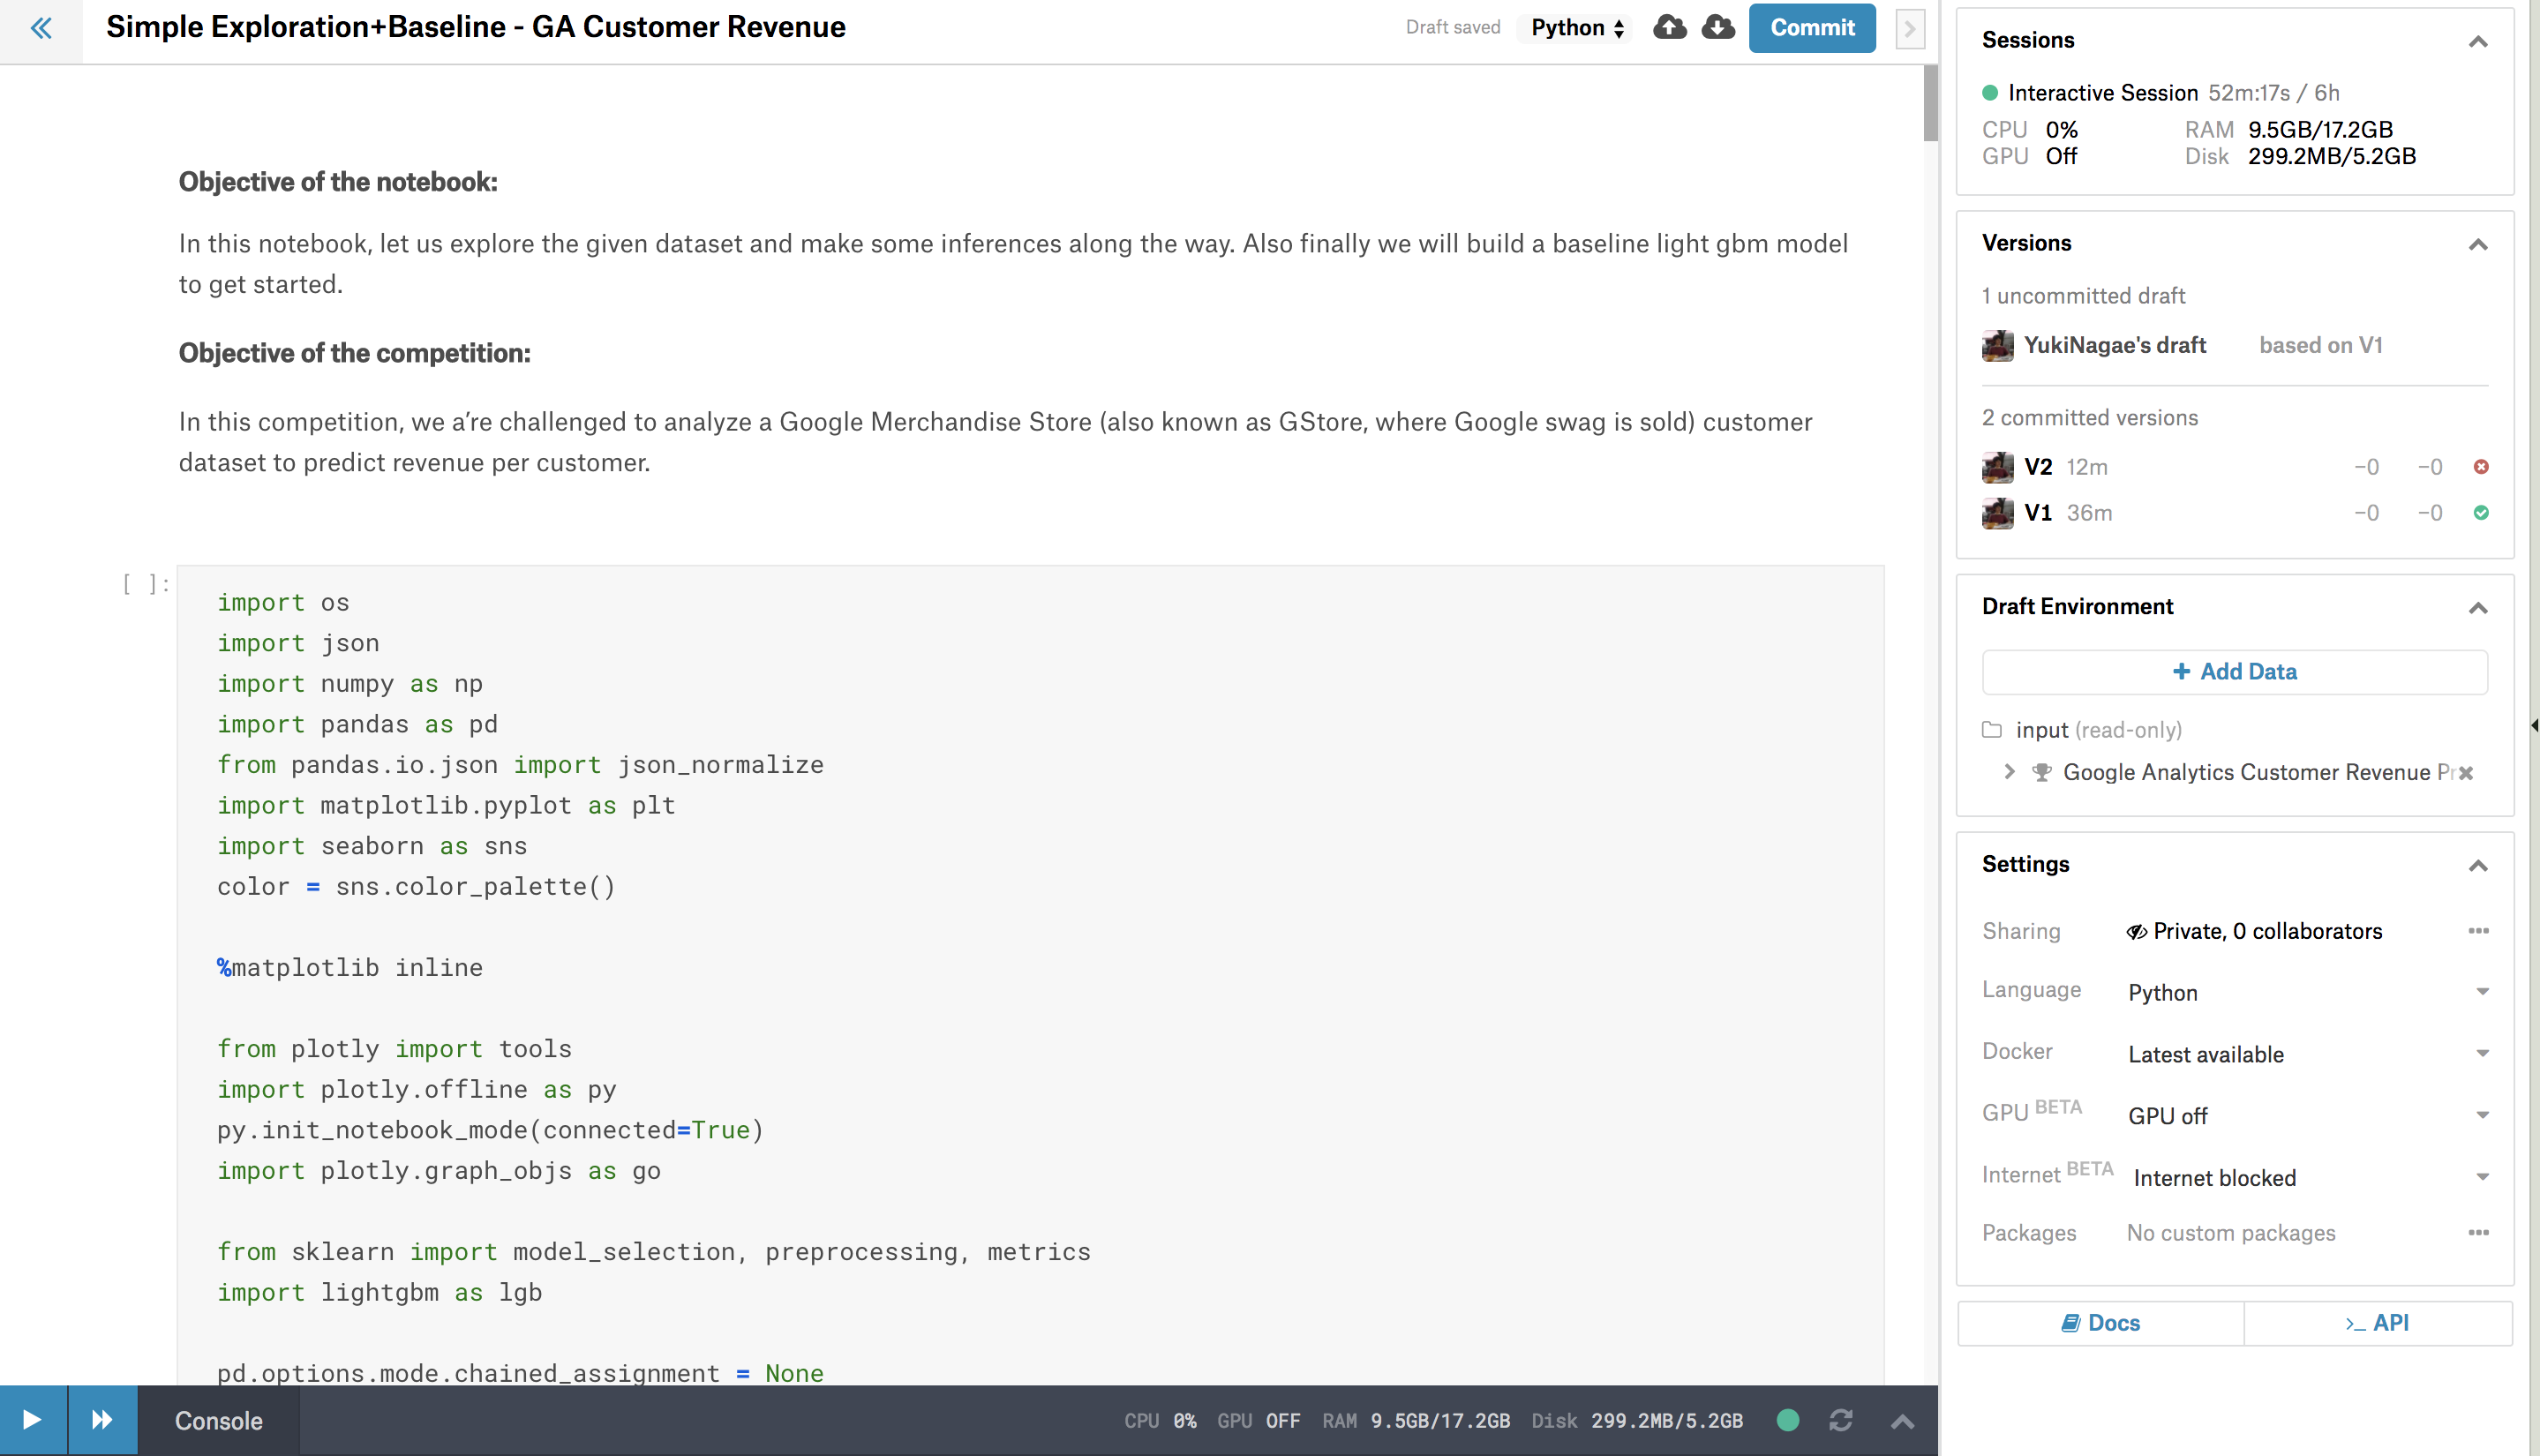 Simple Exploration+Baseline - GA Customer Revenue
Draft saved
Python
Commit
Objective of the notebook:
In this notebook, let us explore the given dataset and make some inferences along the way. Also finally we will build a baseline light gbm model
to get started.
Objective of the competition:
In this competition, we a’re challenged to analyze a Google Merchandise Store (also known as GStore, where Google swag is sold) customer
dataset to predict revenue per customer.
[ ]:
import os
import json
import numpy as np
import pandas as pd
from pandas.io.json import json_normalize
import matplotlib.pyplot as plt
import seaborn as sns
color = sns.color_palette()
%matplotlib inline
from plotly import tools
import plotly.offline as py
py.init_notebook_mode(connected=True)
import plotly.graph_objs as go
from sklearn import model_selection, preprocessing, metrics
import lightgbm as lgb
pd.options.mode.chained_assignment = None
Console
CPU 0% GPU OFF RAM 9.5GB/17.2GB Disk 299.2MB/5.2GB
Sessions
Interactive Session 52m:17s / 6h
CPU 0% RAM 9.5GB/17.2GB
GPU Off Disk 299.2MB/5.2GB
Versions
1 uncommitted draft
YukiNagae's draft based on V1
2 committed versions
V2 12m −0 −0
V1 36m −0 −0
Draft Environment
+ Add Data
input (read-only)
Google Analytics Customer Revenue Pr
Settings
Sharing Private, 0 collaborators
Language Python
Docker Latest available
GPU BETA GPU off
Internet BETA Internet blocked
Packages No custom packages
Docs
>_ API